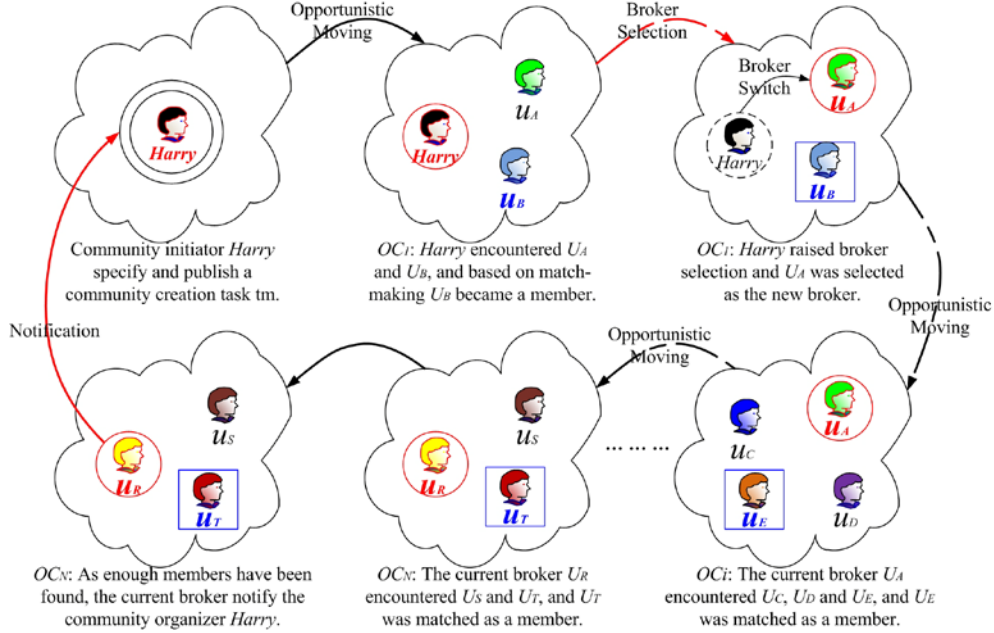 Opportunistic
Moving
Broker
Selection
Harry
Harry
uA
uB
Broker
Switch
Harry
uA
uB
Community initiator Harry
specify and publish a
community creation task tm.
OC1: Harry encountered UA
and UB, and based on match-
making UB became a member.
OC1: Harry raised broker
selection and UA was selected
as the new broker.
Notification
Opportunistic
Moving
Opportunistic
Moving
uS
uR
uT
uS
uR
uT
... ... ...
uC
uA
uE
uD
OCN: As enough members have been
found, the current broker notify the
community organizer Harry.
OCN: The current broker UR
encountered US and UT, and UT
was matched as a member.
OCi: The current broker UA
encountered UC, UD and UE, and UE
was matched as a member.